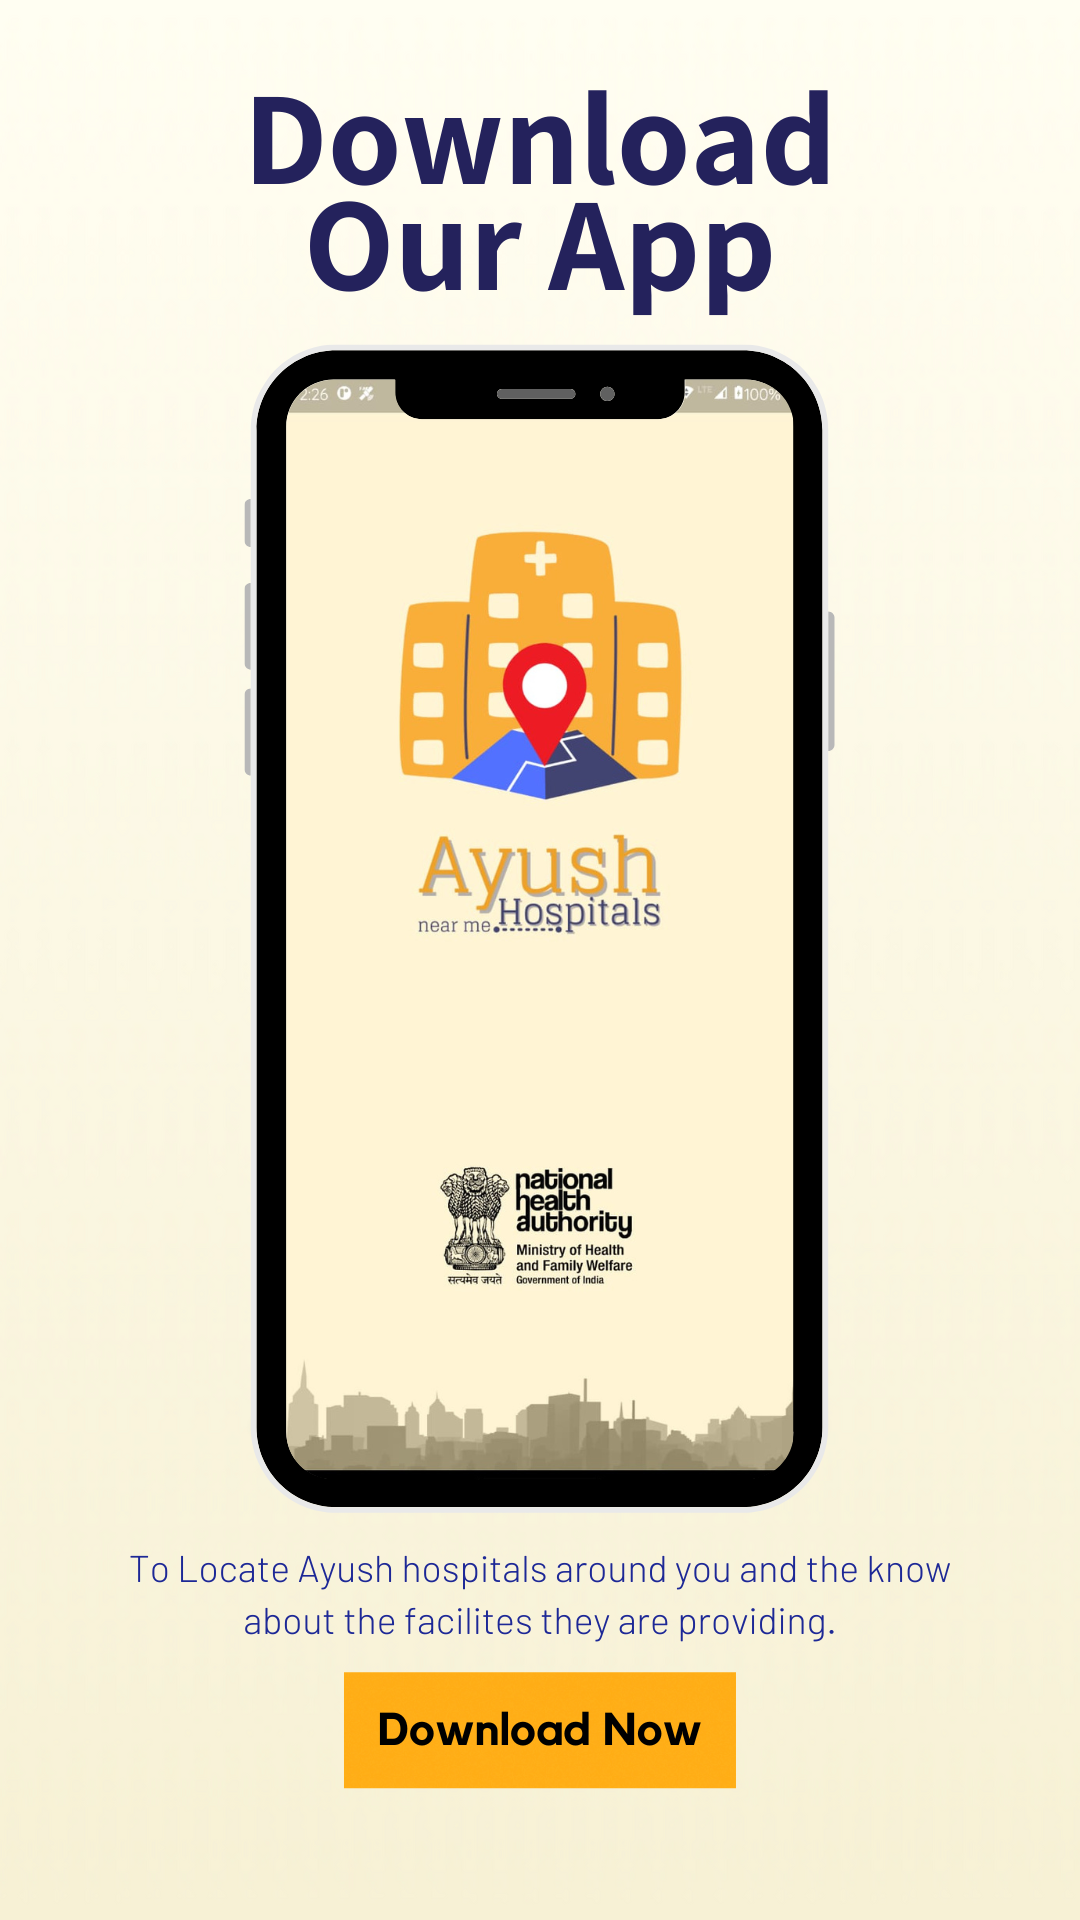 Download
Our App
2:26
LTE
100%
Ayush
near me Hospitals
national
health
authority
Ministry of Health
and Family Welfare
Government of India
सत्यमेव जयते
To Locate Ayush hospitals around you and the know
about the facilites they are providing.
Download Now